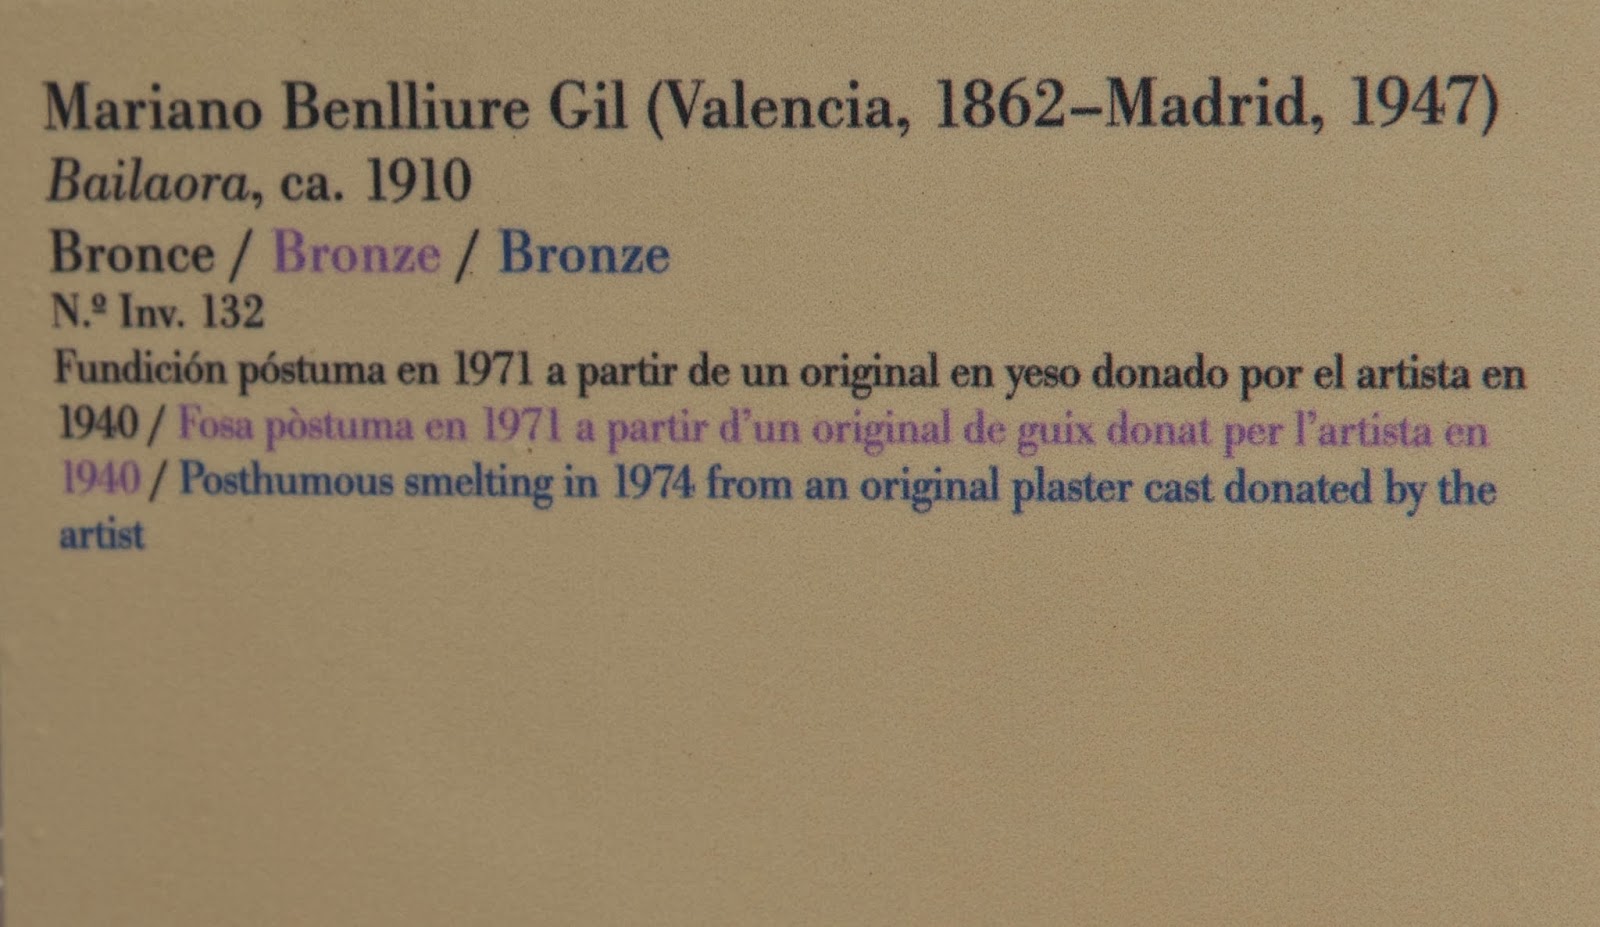 Mariano Benlliure Gil (Valencia, 1862–Madrid, 1947)
Bailaora, ca. 1910
Bronce / Bronze / Bronze
N.º Inv. 132
Fundición póstuma en 1971 a partir de un original en yeso donado por el artista en
1940 / Fosa pòstuma en 1971 a partir d’un original de guix donat per l’artista en
1940 / Posthumous smelting in 1974 from an original plaster cast donated by the
artist